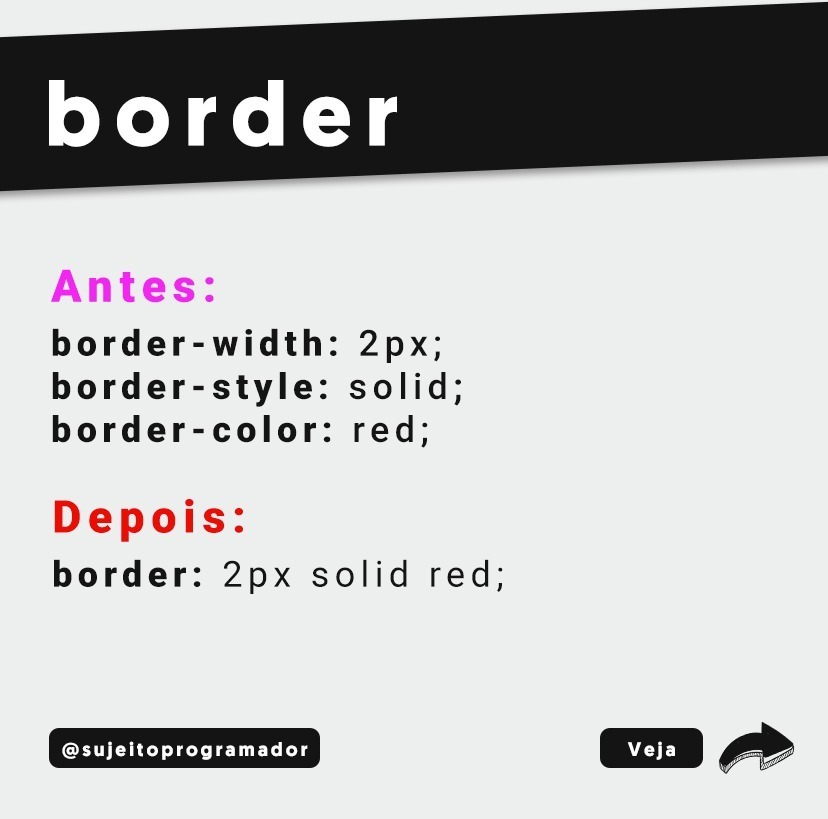 border
Antes:
border-width: 2px;
border-style: solid;
border-color: red;
Depois:
border: 2px solid red;
@sujeitoprogramador
Veja